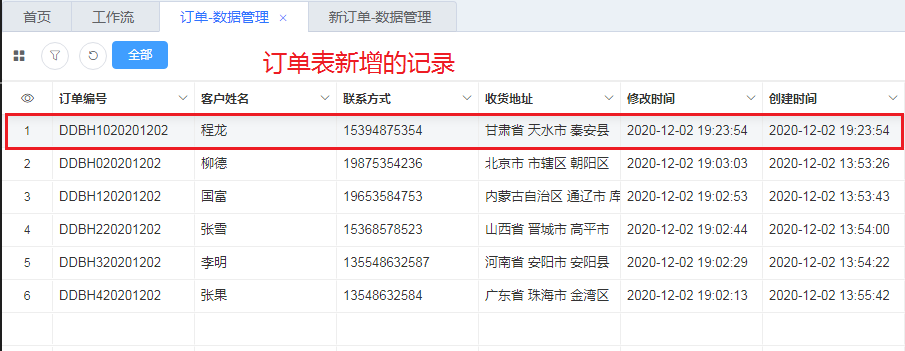 首页 工作流 订单-数据管理 × 新订单-数据管理
全部
订单表新增的记录
订单编号 客户姓名 联系方式 收货地址 修改时间 创建时间
1 DDBH1020201202 程龙 15394875354 甘肃省 天水市 秦安县 2020-12-02 19:23:54 2020-12-02 19:23:54
2 DDBH020201202 柳德 19875354236 北京市 市辖区 朝阳区 2020-12-02 19:03:03 2020-12-02 13:53:26
3 DDBH120201202 国富 19653584753 内蒙古自治区 通辽市 库 2020-12-02 19:02:53 2020-12-02 13:53:43
4 DDBH220201202 张雪 15368578523 山西省 晋城市 高平市 2020-12-02 19:02:44 2020-12-02 13:54:00
5 DDBH320201202 李明 135548632587 河南省 安阳市 安阳县 2020-12-02 19:02:29 2020-12-02 13:54:22
6 DDBH420201202 张果 13548632584 广东省 珠海市 金湾区 2020-12-02 19:02:13 2020-12-02 13:55:42